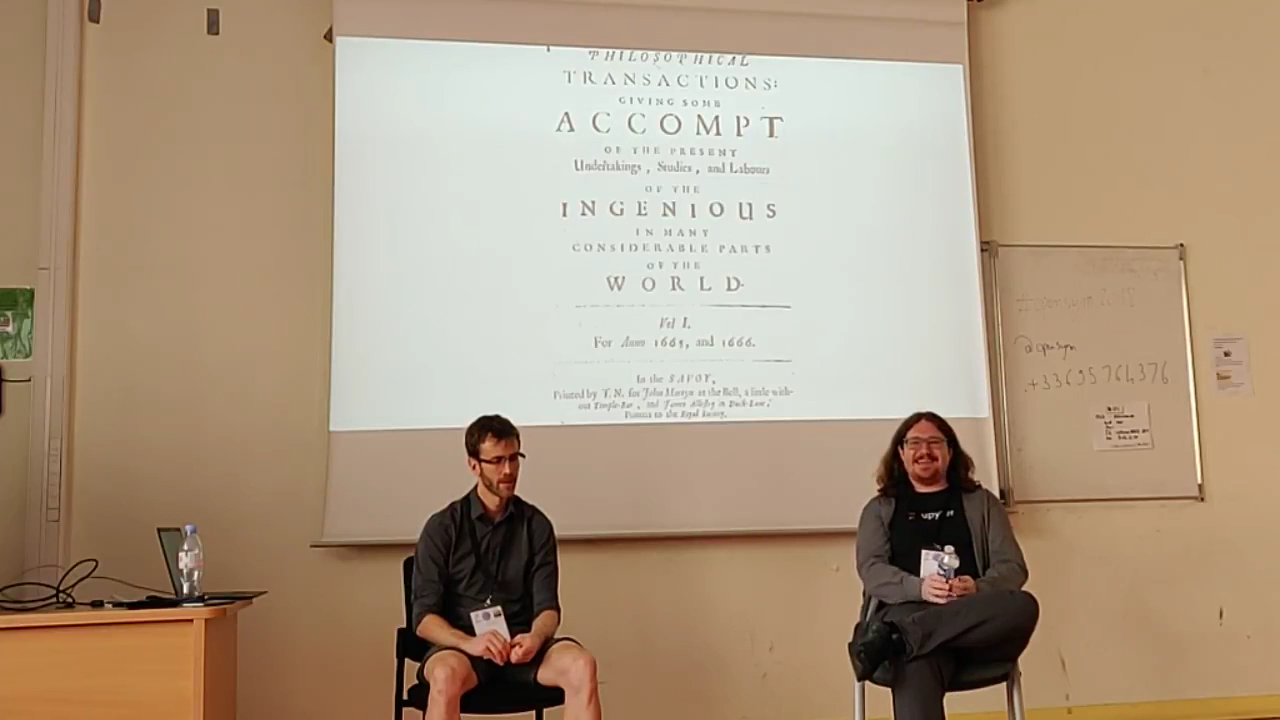 PHILOSOPHICAL
TRANSACTIONS:
GIVING SOME
ACCOMPT
OF THE PRESENT
Undertakings, Studies, and Labours
OF THE
INGENIOUS
IN MANY
CONSIDERABLE PARTS
OF THE
WORLD.
Vol I.
For Anno 1665, and 1666.
In the SAVOY,
Printed by T. N. for John Martyn at the Bell, a little with-
out Temple-Bar, and James Allestry in Duck-Lane,
Printers to the Royal Society.
#opensym 2018
@opensym
+33695764376